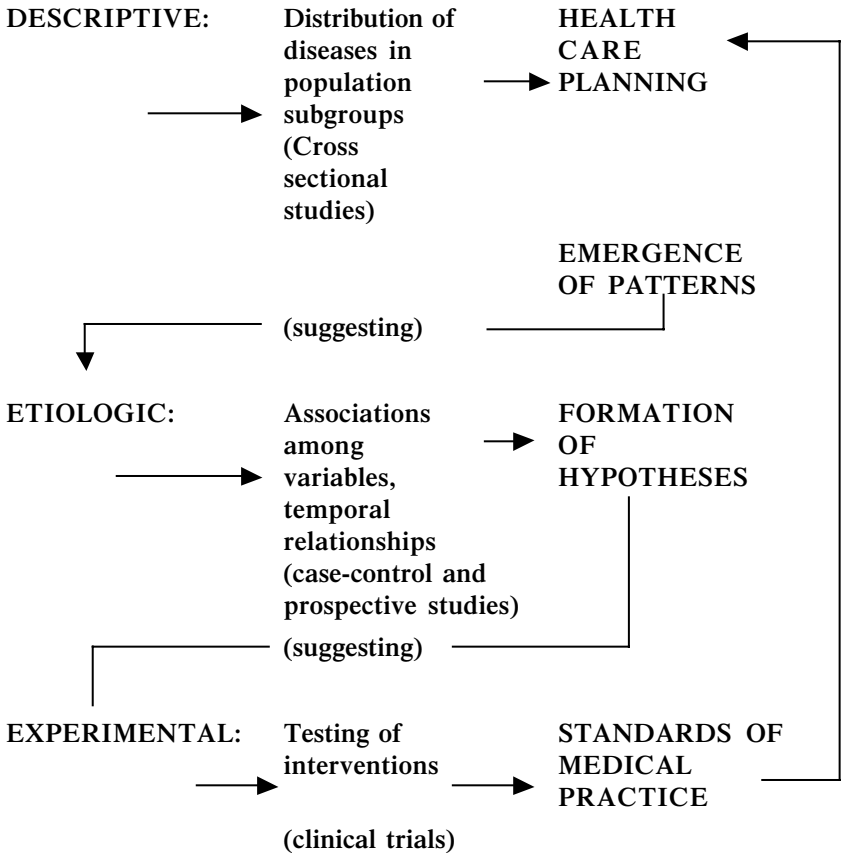 DESCRIPTIVE:
Distribution of
diseases in
population
subgroups
(Cross
sectional
studies)
HEALTH
CARE
PLANNING
EMERGENCE
OF PATTERNS
(suggesting)
ETIOLOGIC:
Associations
among
variables,
temporal
relationships
(case-control and
prospective studies)
FORMATION
OF
HYPOTHESES
(suggesting)
EXPERIMENTAL:
Testing of
interventions
(clinical trials)
STANDARDS OF
MEDICAL
PRACTICE